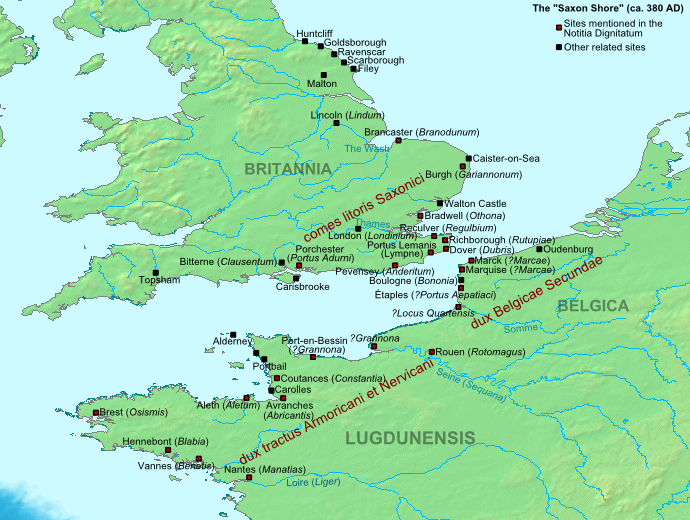 The "Saxon Shore" (ca. 380 AD)
Sites mentioned in the
Notitia Dignitatum
Other related sites
Huntcliff
Goldsborough
Ravenscar
Scarborough
Filey
Malton
Lincoln (Lindum)
Brancaster (Branodunum)
The Wash
Caister-on-Sea
BRITANNIA
Burgh (Gariannonum)
comes litoris Saxonici
Walton Castle
Bradwell (Othona)
Thames
Reculver (Regulbium)
London (Londinium)
Richborough (Rutupiae)
Portus Lemanis
(Lympne)
Dover (Dubris)
Oudenburg
Porchester
(Portus Adurni)
Bitterne (Clausentum)
Marck (?Marcae)
Pevensey (Anderitum)
Marquise (?Marcae)
Topsham
Carisbrooke
Boulogne (Bononia)
Étaples (?Portus Aepatiaci)
dux Belgicae Secundae
BELGICA
?Locus Quartensis
Somme
Alderney
Port-en-Bessin
(?Grannona)
?Grannona
Rouen (Rotomagus)
Portbail
Seine (Sequana)
Coutances (Constantia)
Carolles
dux tractus Armoricani et Nervicani
Aleth (Aletum)
Avranches
(Abricantis)
Brest (Osismis)
LUGDUNENSIS
Hennebont (Blabia)
Vannes (Benetis)
Nantes (Manatias)
Loire (Liger)